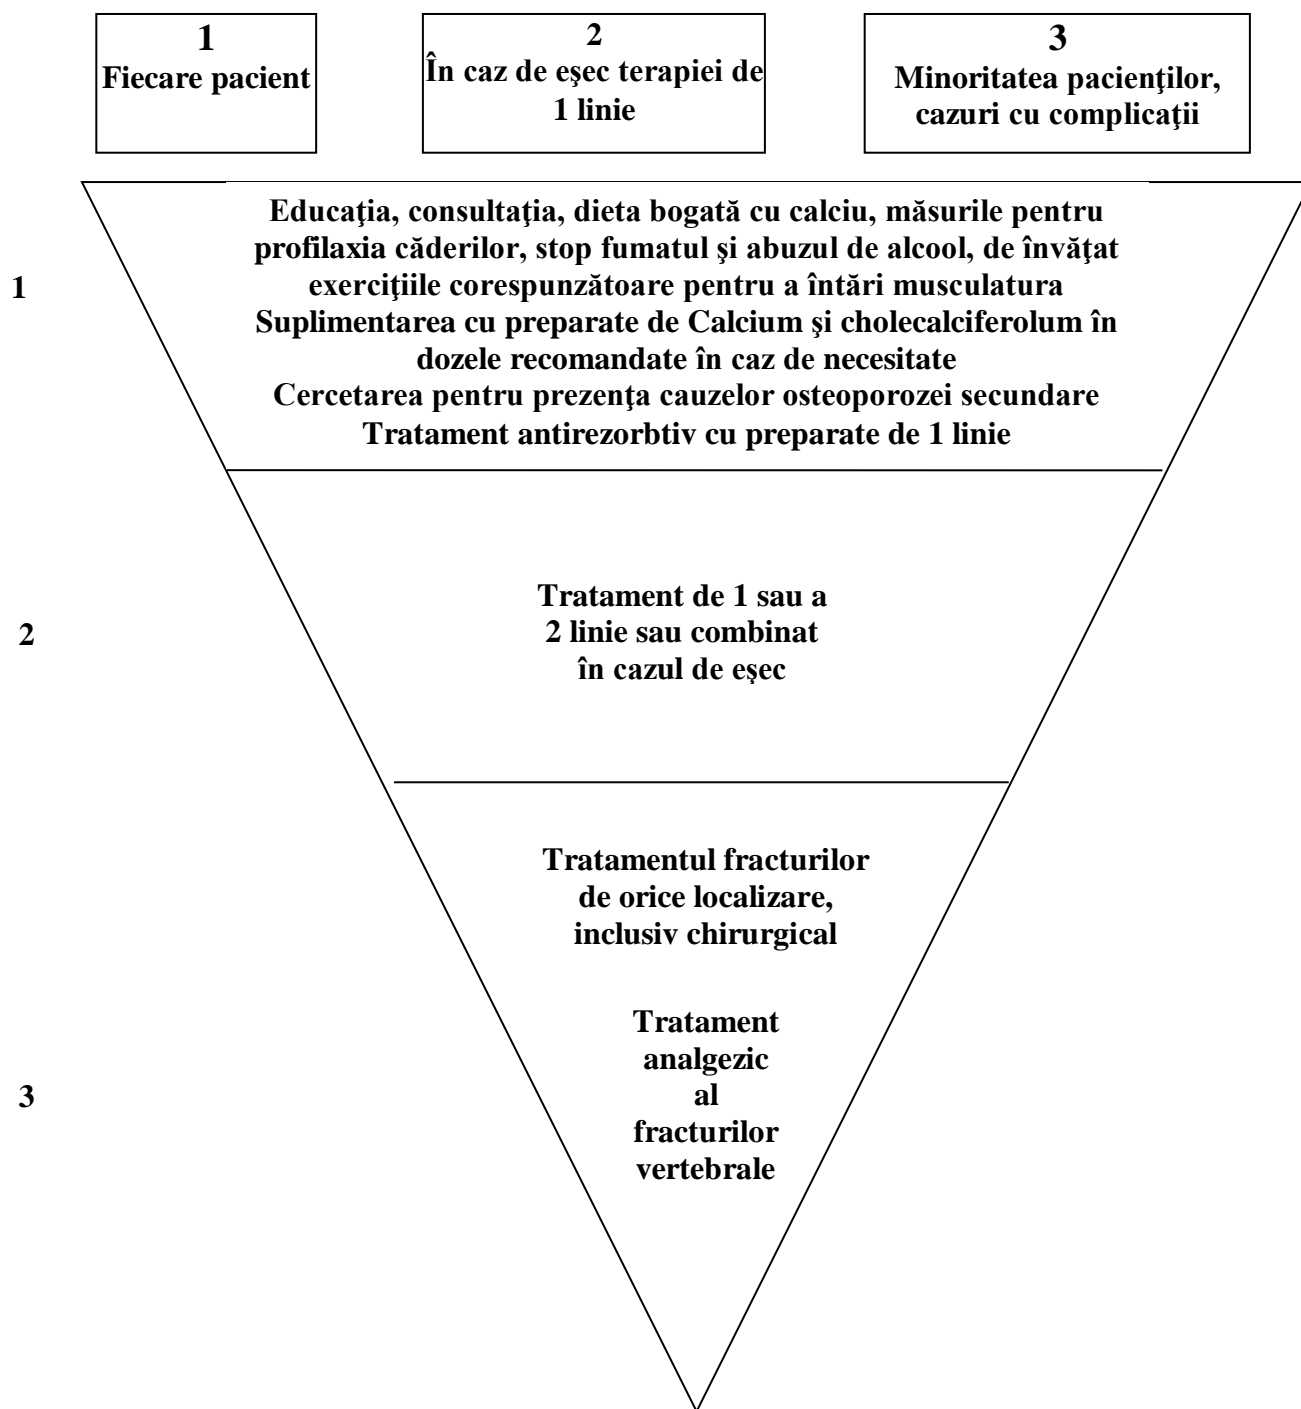 1
Fiecare pacient
2
În caz de eşec terapiei de
1 linie
3
Minoritatea pacienţilor,
cazuri cu complicaţii
1
Educaţia, consultaţia, dieta bogată cu calciu, măsurile pentru
profilaxia căderilor, stop fumatul şi abuzul de alcool, de învăţat
exerciţiile corespunzătoare pentru a întări musculatura
Suplimentarea cu preparate de Calcium şi cholecalciferolum în
dozele recomandate în caz de necesitate
Cercetarea pentru prezenţa cauzelor osteoporozei secundare
Tratament antirezorbtiv cu preparate de 1 linie
2
Tratament de 1 sau a
2 linie sau combinat
în cazul de eşec
3
Tratamentul fracturilor
de orice localizare,
inclusiv chirurgical
Tratament
analgezic
al
fracturilor
vertebrale